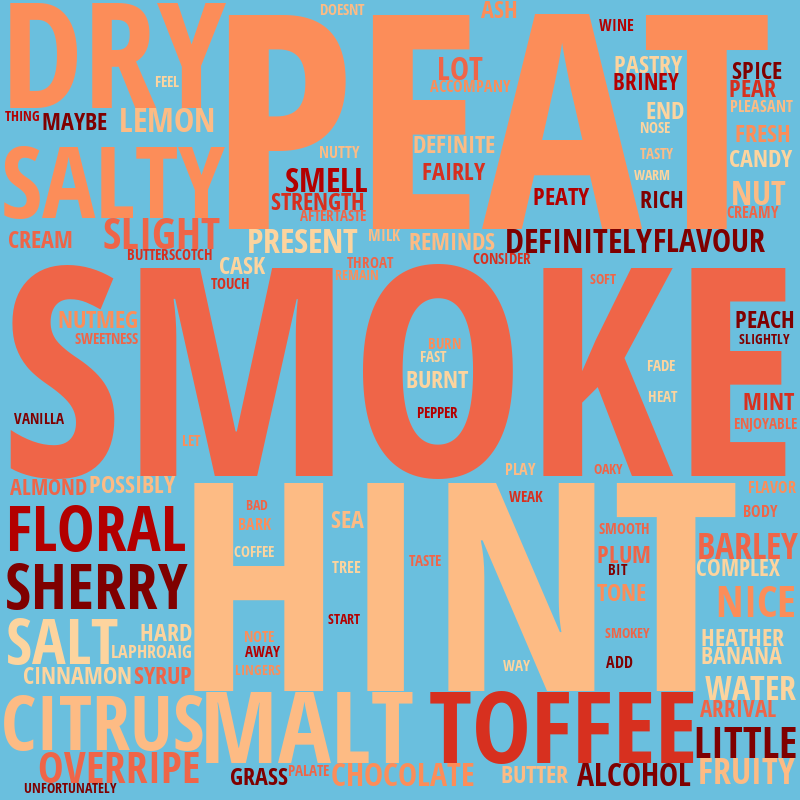 DOESNT
ASH
DRY
PEAT
WINE
LOT
PASTRY
SPICE
FEEL
ACCOMPANY
BRINEY
PEAR
PLEASANT
THING
MAYBE
LEMON
END
NOSE
FRESH
NUTTY
DEFINITE
TASTY
CANDY
SALTY
SMELL
FAIRLY
WARM
STRENGTH
PEATY
RICH
NUT
AFTERTASTE
CREAMY
CREAM
SLIGHT
PRESENT
MILK
REMINDS
DEFINITELY
FLAVOUR
BUTTERSCOTCH
CASK
THROAT
CONSIDER
REMAIN
TOUCH
SOFT
SMOKE
NUTMEG
SWEETNESS
PEACH
SLIGHTLY
BURN
FAST
FADE
BURNT
HEAT
MINT
VANILLA
PEPPER
ENJOYABLE
LET
PLAY
OAKY
ALMOND
POSSIBLY
FLAVOR
HINT
WEAK
BAD
BODY
FLORAL
DARK
SEA
SMOOTH
COFFEE
PLUM
BARLEY
TREE
TASTE
BIT
COMPLEX
SHERRY
TONE
NICE
START
SALT
HARD
NOTE
SMOKEY
HEATHER
LAPHROAIG
AWAY
BANANA
CINNAMON
SYRUP
LINGERS
WAY
ADD
WATER
CITRUS
MALT
TOFFEE
ARRIVAL
LITTLE
OVERRIPE
GRASS
PALATE
CHOCOLATE
BUTTER
ALCOHOL
FRUITY
UNFORTUNATELY